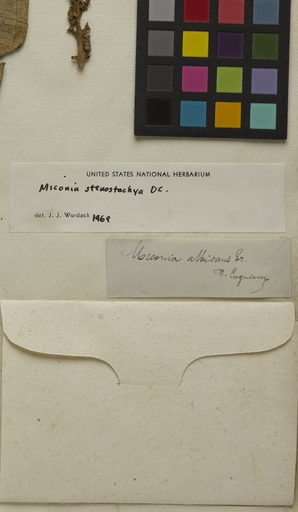 UNITED STATES NATIONAL HERBARIUM
Miconia stenostachya DC.
det. J. J. Wurdack 1969
Miconia albicans Tr.